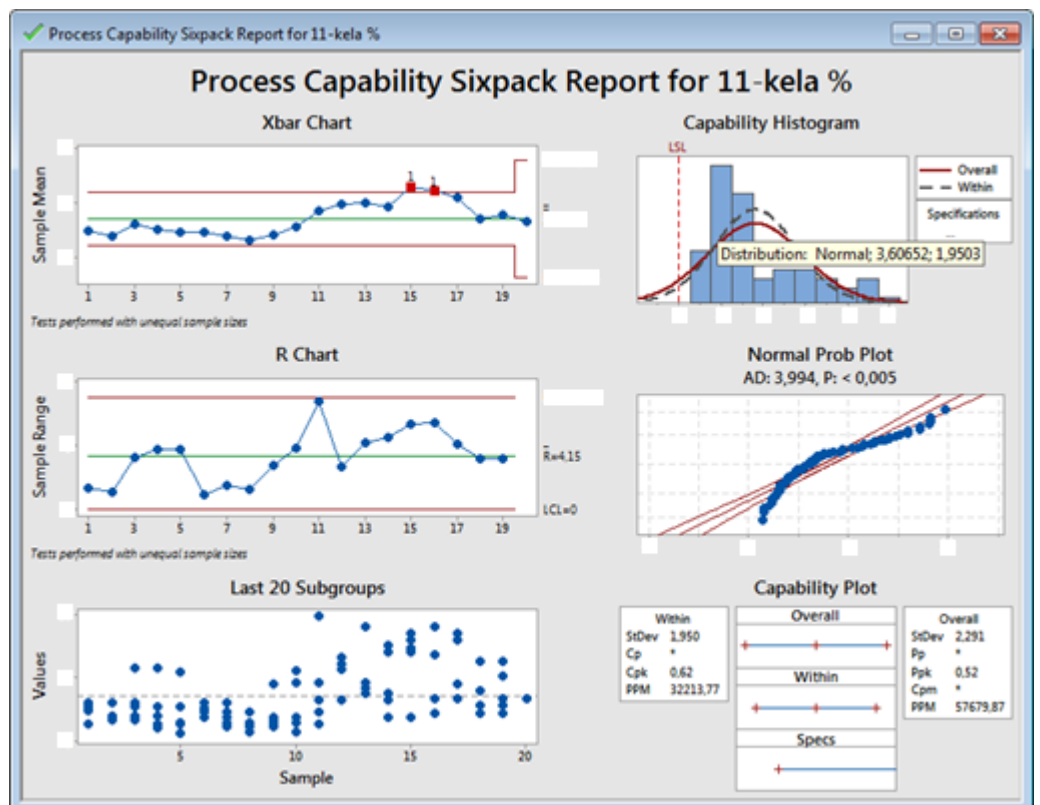 Process Capability Sixpack Report for 11-kela %
Process Capability Sixpack Report for 11-kela %
Xbar Chart
Sample Mean
1 1
=
1 3 5 7 9 11 13 15 17 19
Tests performed with unequal sample sizes
Capability Histogram
LSL
Overall
Within
Specifications
...
Distribution: Normal; 3,60652; 1,9503
R Chart
Sample Range
R̅=4,15
LCL=0
1 3 5 7 9 11 13 15 17 19
Tests performed with unequal sample sizes
Normal Prob Plot
AD: 3,994, P: < 0,005
Last 20 Subgroups
Values
5 10 15 20
Sample
Capability Plot
Within
StDev 1,950
Cp *
Cpk 0,62
PPM 32213,77
Overall
Within
Specs
Overall
StDev 2,291
Pp *
Ppk 0,52
Cpm *
PPM 57679,87